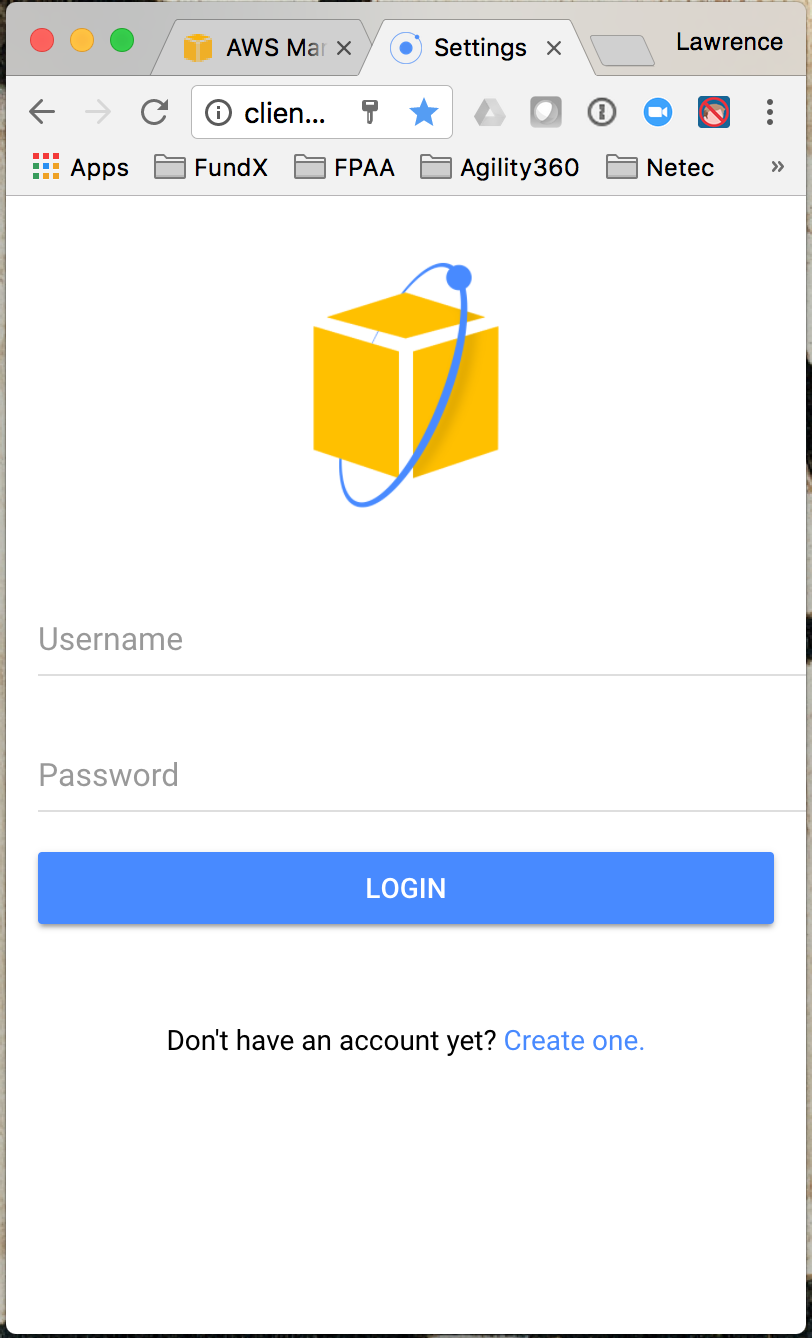 AWS Mar
Settings
Lawrence
clien...
Apps
FundX
FPAA
Agility360
Netec
»
Username
Password
LOGIN
Don't have an account yet? Create one.